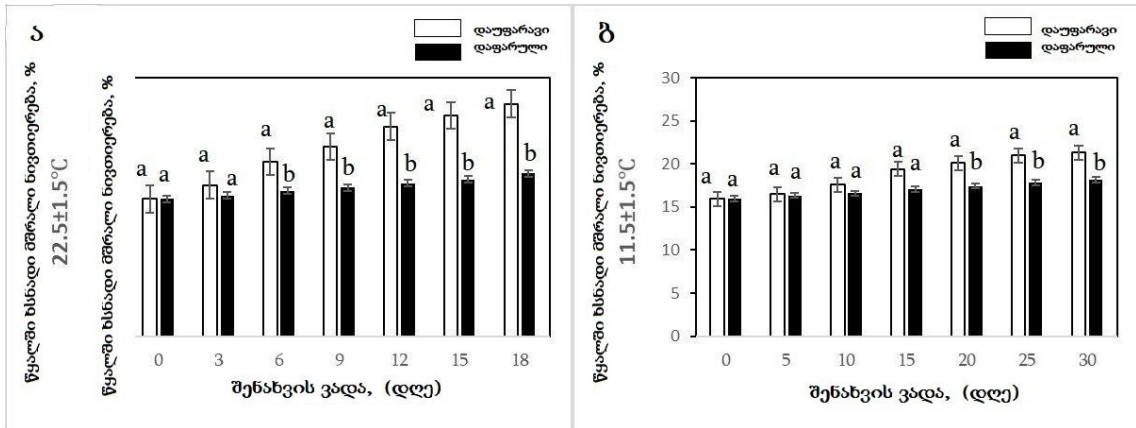 ა
დაუფარავი
დაფარული
წყალში ხსნადი მშრალი ნივთიერება, %
22.5±1.5°C
წყალში ხსნადი მშრალი ნივთიერება, %
a a a a a b a b a b a b a b
0 3 6 9 12 15 18
შენახვის ვადა, (დღე)
ბ
დაუფარავი
დაფარული
წყალში ხსნადი მშრალი ნივთიერება, %
11.5±1.5°C
30
25
20
15
10
5
0
a a a a a a a a a b a b a b
0 5 10 15 20 25 30
შენახვის ვადა, (დღე)